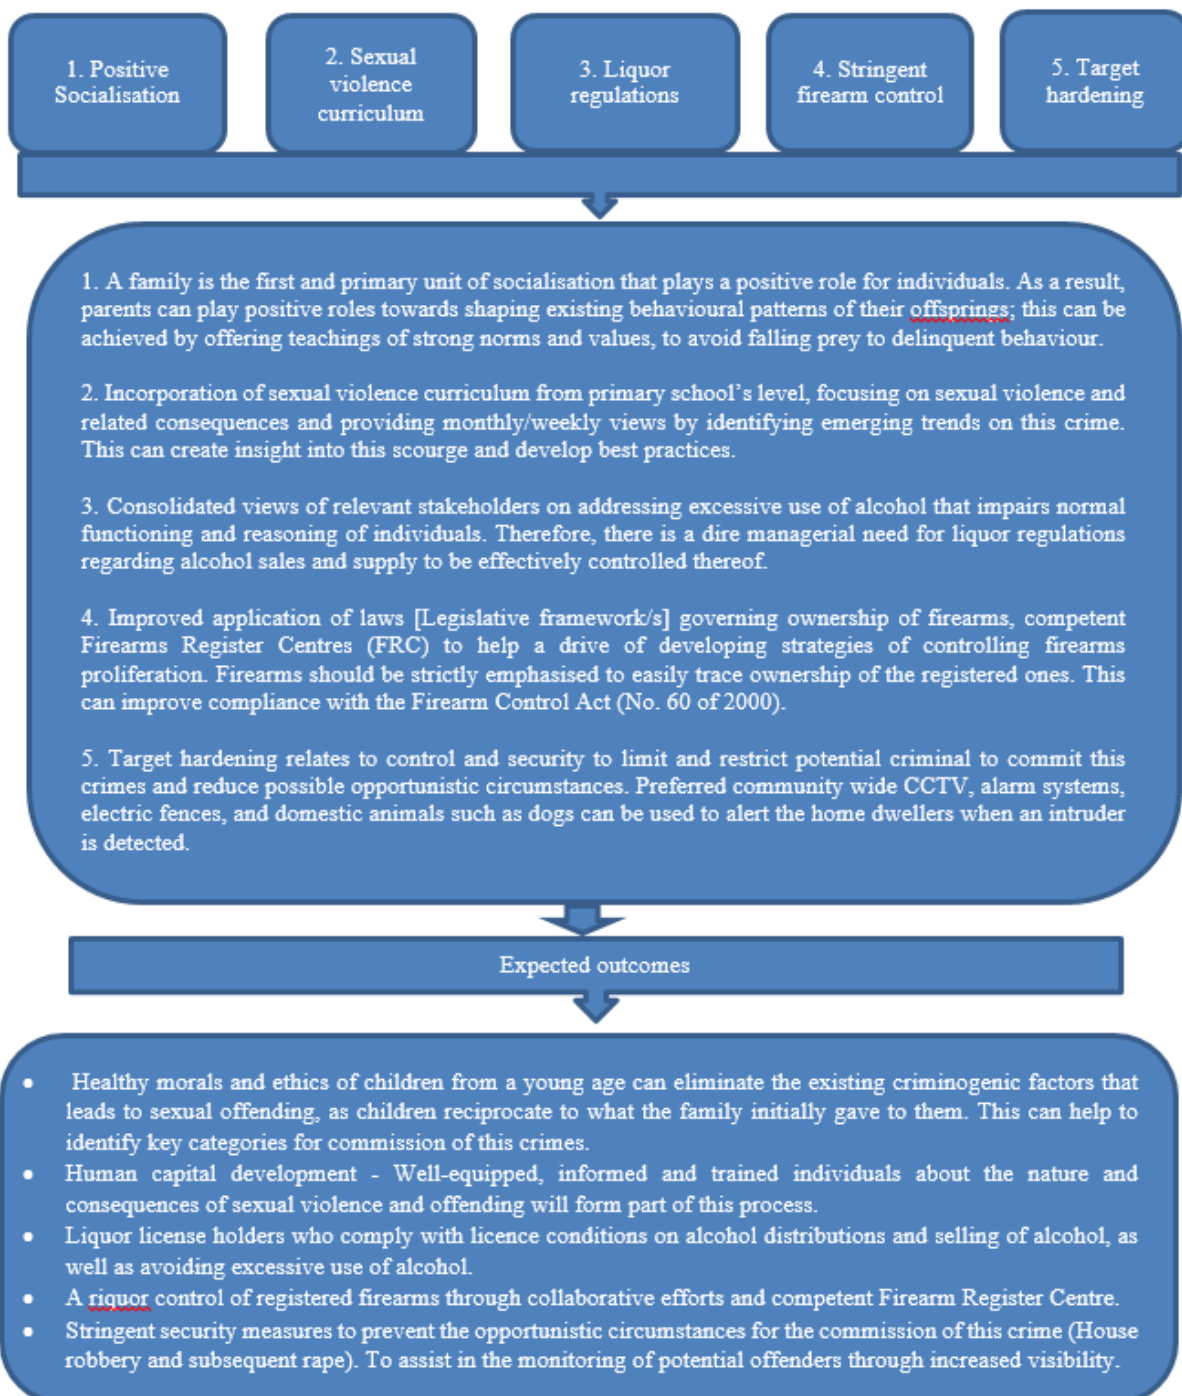 1. Positive
Socialisation
2. Sexual
violence
curriculum
3. Liquor
regulations
4. Stringent
firearm control
5. Target
hardening
1. A family is the first and primary unit of socialisation that plays a positive role for individuals. As a result,
parents can play positive roles towards shaping existing behavioural patterns of their offsprings; this can be
achieved by offering teachings of strong norms and values, to avoid falling prey to delinquent behaviour.
2. Incorporation of sexual violence curriculum from primary school’s level, focusing on sexual violence and
related consequences and providing monthly/weekly views by identifying emerging trends on this crime.
This can create insight into this scourge and develop best practices.
3. Consolidated views of relevant stakeholders on addressing excessive use of alcohol that impairs normal
functioning and reasoning of individuals. Therefore, there is a dire managerial need for liquor regulations
regarding alcohol sales and supply to be effectively controlled thereof.
4. Improved application of laws [Legislative framework/s] governing ownership of firearms, competent
Firearms Register Centres (FRC) to help a drive of developing strategies of controlling firearms
proliferation. Firearms should be strictly emphasised to easily trace ownership of the registered ones. This
can improve compliance with the Firearm Control Act (No. 60 of 2000).
5. Target hardening relates to control and security to limit and restrict potential criminal to commit this
crimes and reduce possible opportunistic circumstances. Preferred community wide CCTV, alarm systems,
electric fences, and domestic animals such as dogs can be used to alert the home dwellers when an intruder
is detected.
Expected outcomes
• Healthy morals and ethics of children from a young age can eliminate the existing criminogenic factors that
leads to sexual offending, as children reciprocate to what the family initially gave to them. This can help to
identify key categories for commission of this crimes.
• Human capital development - Well-equipped, informed and trained individuals about the nature and
consequences of sexual violence and offending will form part of this process.
• Liquor license holders who comply with licence conditions on alcohol distributions and selling of alcohol, as
well as avoiding excessive use of alcohol.
• A riquor control of registered firearms through collaborative efforts and competent Firearm Register Centre.
• Stringent security measures to prevent the opportunistic circumstances for the commission of this crime (House
robbery and subsequent rape). To assist in the monitoring of potential offenders through increased visibility.